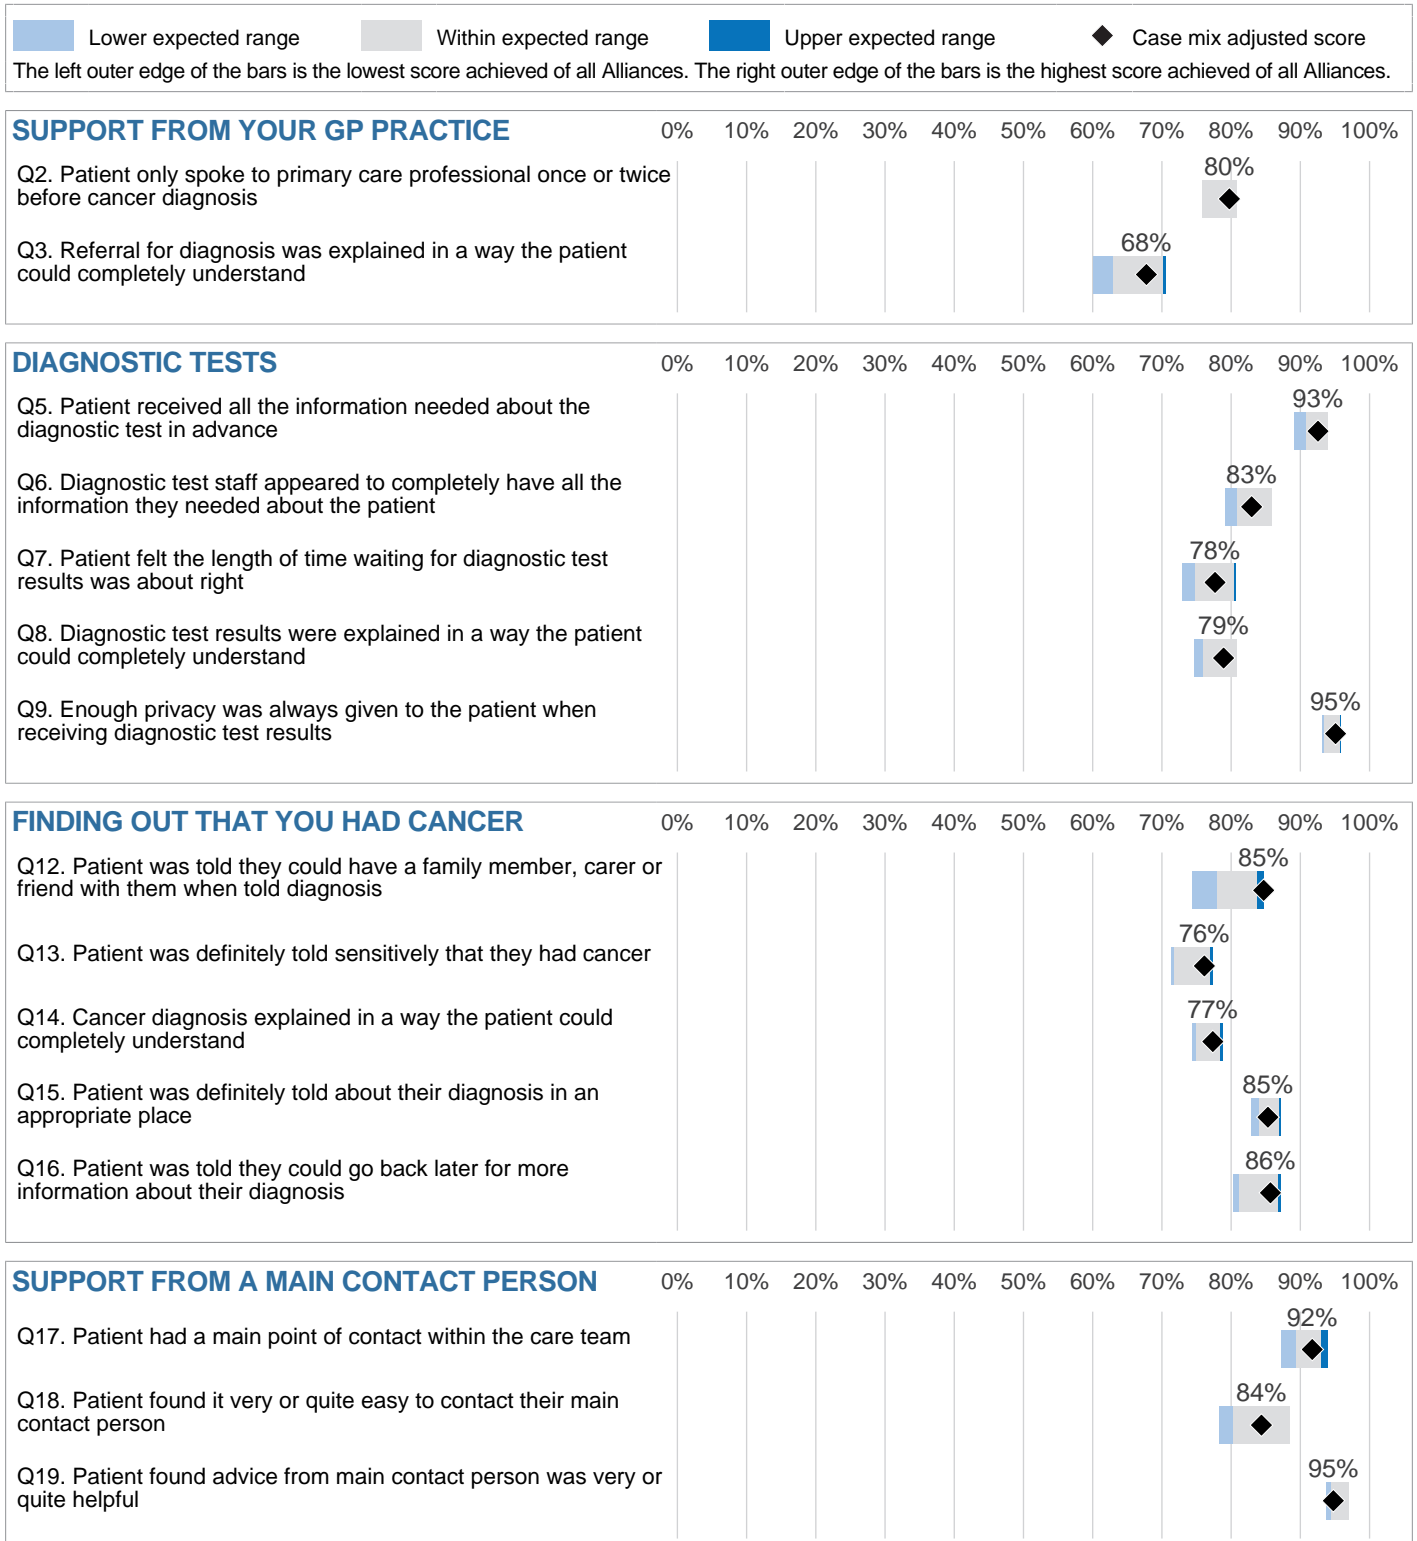 Lower expected range Within expected range Upper expected range Case mix adjusted score
The left outer edge of the bars is the lowest score achieved of all Alliances. The right outer edge of the bars is the highest score achieved of all Alliances.
SUPPORT FROM YOUR GP PRACTICE 0% 10% 20% 30% 40% 50% 60% 70% 80% 90% 100%
Q2. Patient only spoke to primary care professional once or twice
before cancer diagnosis
80%
Q3. Referral for diagnosis was explained in a way the patient
could completely understand
68%
DIAGNOSTIC TESTS 0% 10% 20% 30% 40% 50% 60% 70% 80% 90% 100%
Q5. Patient received all the information needed about the
diagnostic test in advance
93%
Q6. Diagnostic test staff appeared to completely have all the
information they needed about the patient
83%
Q7. Patient felt the length of time waiting for diagnostic test
results was about right
78%
Q8. Diagnostic test results were explained in a way the patient
could completely understand
79%
Q9. Enough privacy was always given to the patient when
receiving diagnostic test results
95%
FINDING OUT THAT YOU HAD CANCER 0% 10% 20% 30% 40% 50% 60% 70% 80% 90% 100%
Q12. Patient was told they could have a family member, carer or
friend with them when told diagnosis
85%
Q13. Patient was definitely told sensitively that they had cancer
76%
Q14. Cancer diagnosis explained in a way the patient could
completely understand
77%
Q15. Patient was definitely told about their diagnosis in an
appropriate place
85%
Q16. Patient was told they could go back later for more
information about their diagnosis
86%
SUPPORT FROM A MAIN CONTACT PERSON 0% 10% 20% 30% 40% 50% 60% 70% 80% 90% 100%
Q17. Patient had a main point of contact within the care team
92%
Q18. Patient found it very or quite easy to contact their main
contact person
84%
Q19. Patient found advice from main contact person was very or
quite helpful
95%